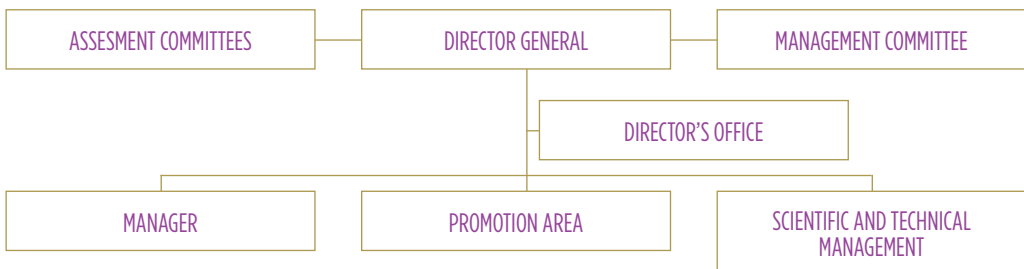 ASSESMENT COMMITTEES
DIRECTOR GENERAL
MANAGEMENT COMMITTEE
DIRECTOR'S OFFICE
MANAGER
PROMOTION AREA
SCIENTIFIC AND TECHNICAL
MANAGEMENT